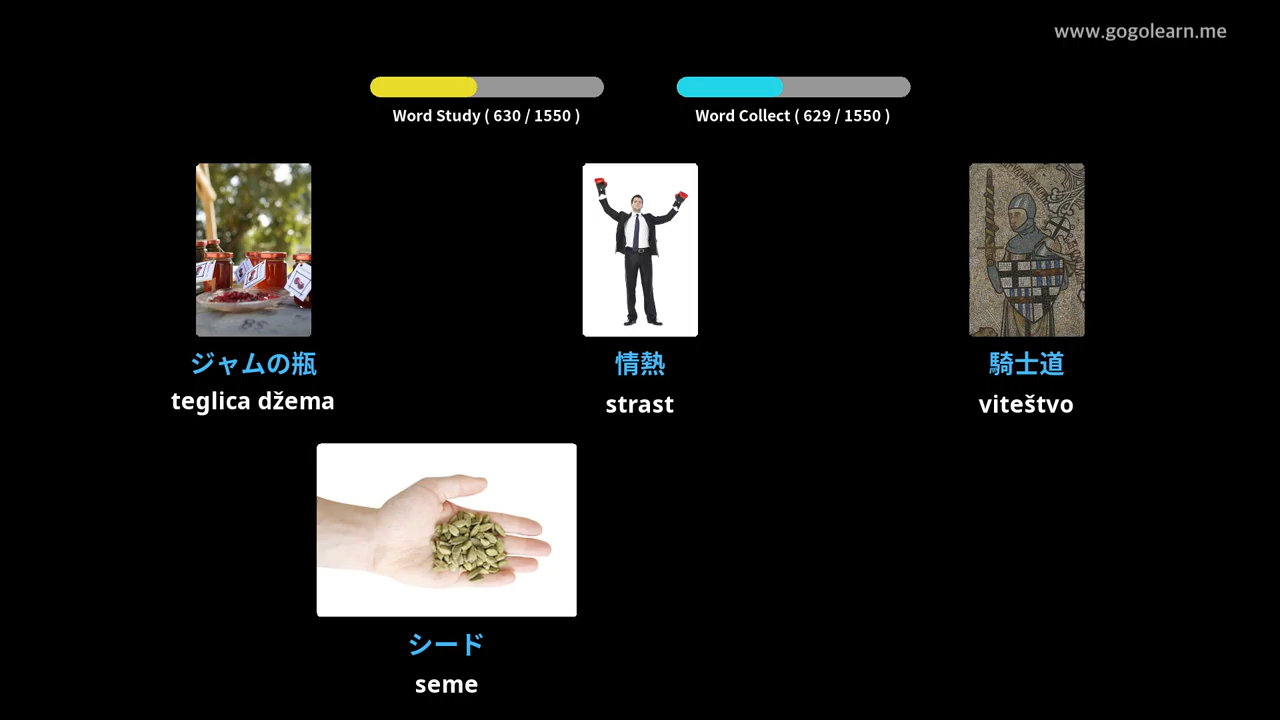 www.gogolearn.me
Word Study ( 630 / 1550 )
Word Collect ( 629 / 1550 )
ジャムの瓶
teglica džema
情熱
strast
騎士道
viteštvo
シード
seme